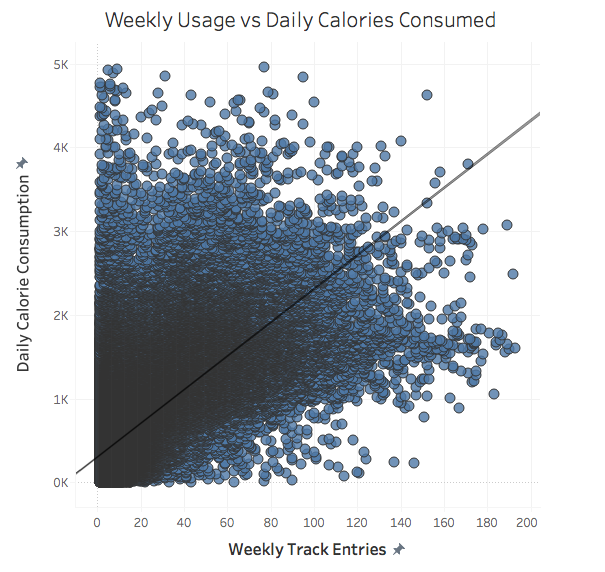 Weekly Usage vs Daily Calories Consumed
5K
4K
3K
2K
1K
0K
Daily Calorie Consumption
0 20 40 60 80 100 120 140 160 180 200
Weekly Track Entries